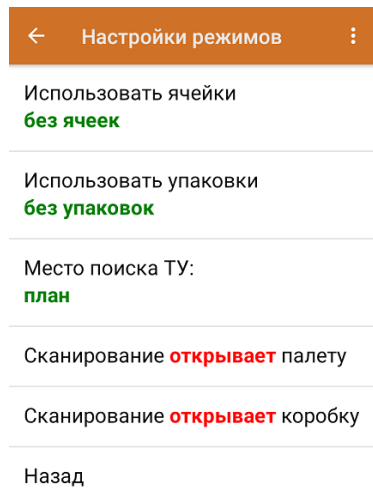 Настройки режимов
Использовать ячейки
без ячеек
Использовать упаковки
без упаковок
Место поиска ТУ:
план
Сканирование открывает палету
Сканирование открывает коробку
Назад